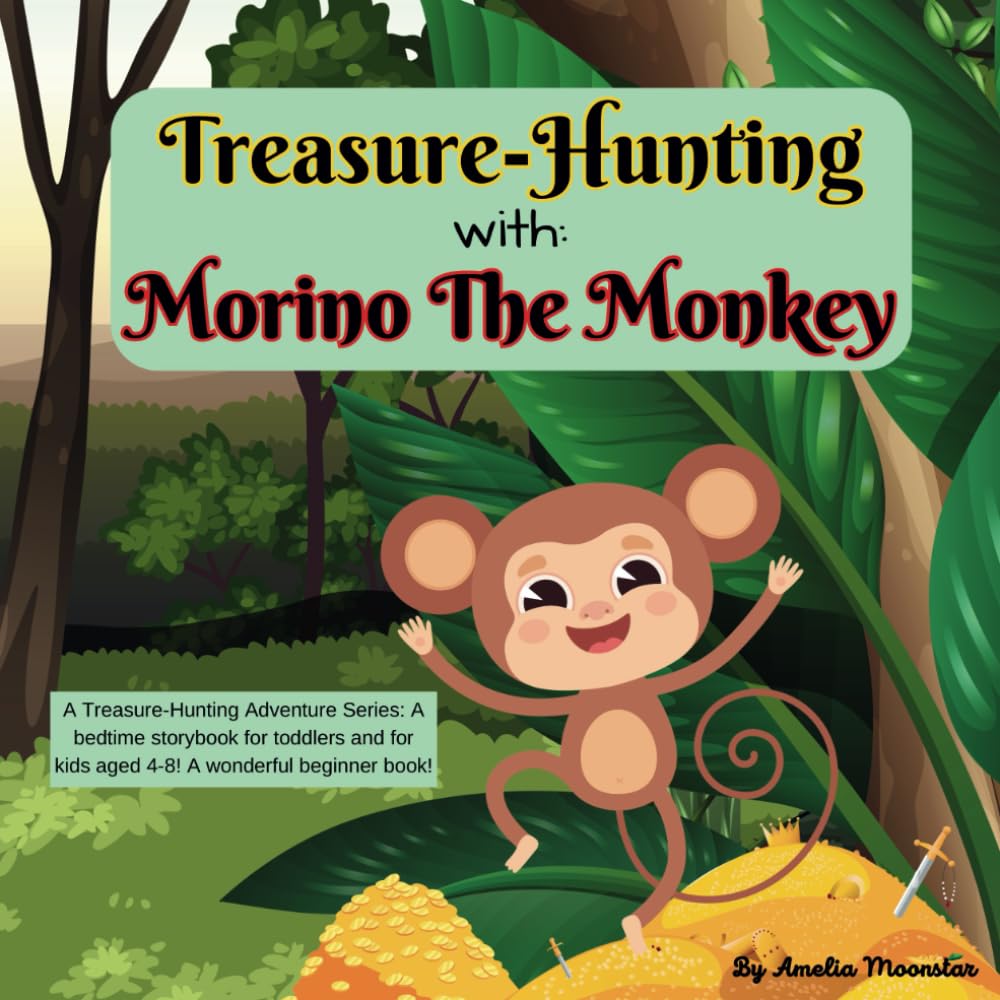 Treasure-Hunting
with:
Morino The Monkey
A Treasure-Hunting Adventure Series: A
bedtime storybook for toddlers and for
kids aged 4-8! A wonderful beginner book!
By Amelia Moonstar